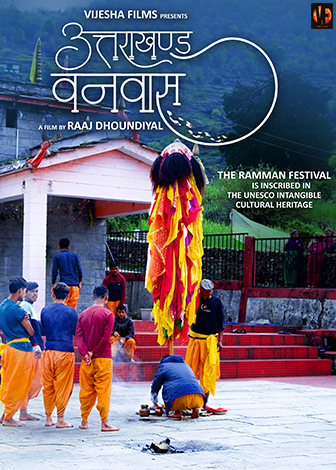 VIJESHA FILMS PRESENTS
उत्तराखण्ड
वनवास
A FILM BY RAAJ DHOUNDIYAL
THE RAMMAN FESTIVAL
IS INSCRIBED IN
THE UNESCO INTANGIBLE
CULTURAL HERITAGE